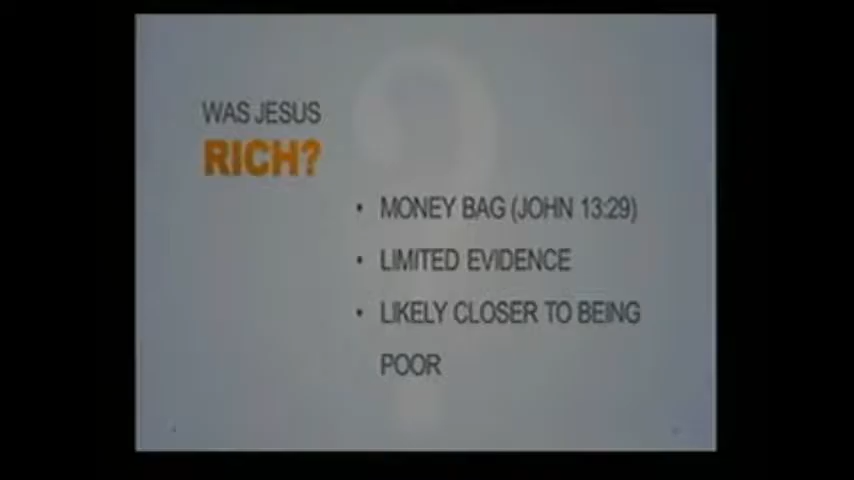 WAS JESUS
RICH?
• MONEY BAG (JOHN 13:29)
• LIMITED EVIDENCE
• LIKELY CLOSER TO BEING
POOR